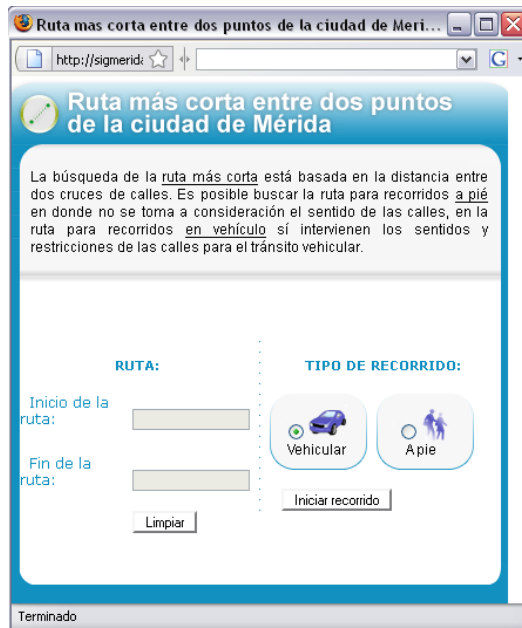 Ruta mas corta entre dos puntos de la ciudad de Meri...
http://sigmerida
G
Ruta más corta entre dos puntos
de la ciudad de Mérida
La búsqueda de la ruta más corta está basada en la distancia entre
dos cruces de calles. Es posible buscar la ruta para recorridos a pié
en donde no se toma a consideración el sentido de las calles, en la
ruta para recorridos en vehículo sí intervienen los sentidos y
restricciones de las calles para el tránsito vehicular.
RUTA:
Inicio de la
ruta:
Fin de la
ruta:
Limpiar
TIPO DE RECORRIDO:
Vehicular
A pie
Iniciar recorrido
Terminado